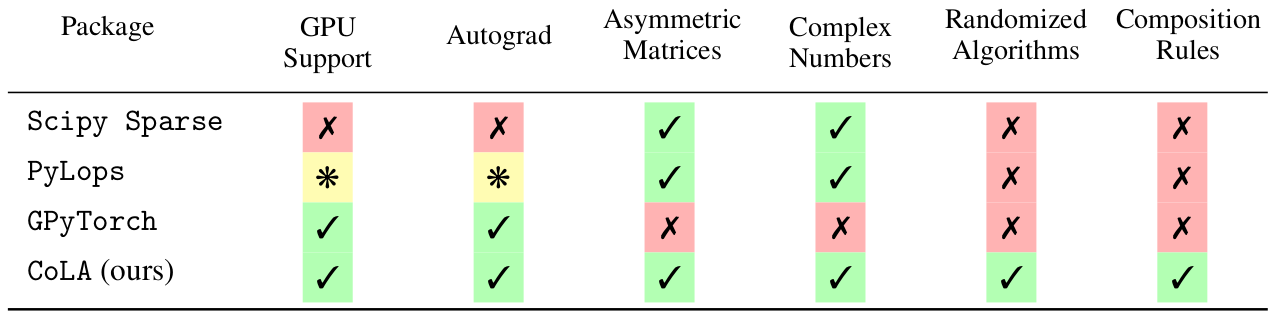 Package GPU Support Autograd Asymmetric Matrices Complex Numbers Randomized Algorithms Composition Rules
Scipy Sparse ✗ ✗ ✓ ✓ ✗ ✗
PyLops ❋ ❋ ✓ ✓ ✗ ✗
GPyTorch ✓ ✓ ✗ ✗ ✗ ✗
CoLA (ours) ✓ ✓ ✓ ✓ ✓ ✓